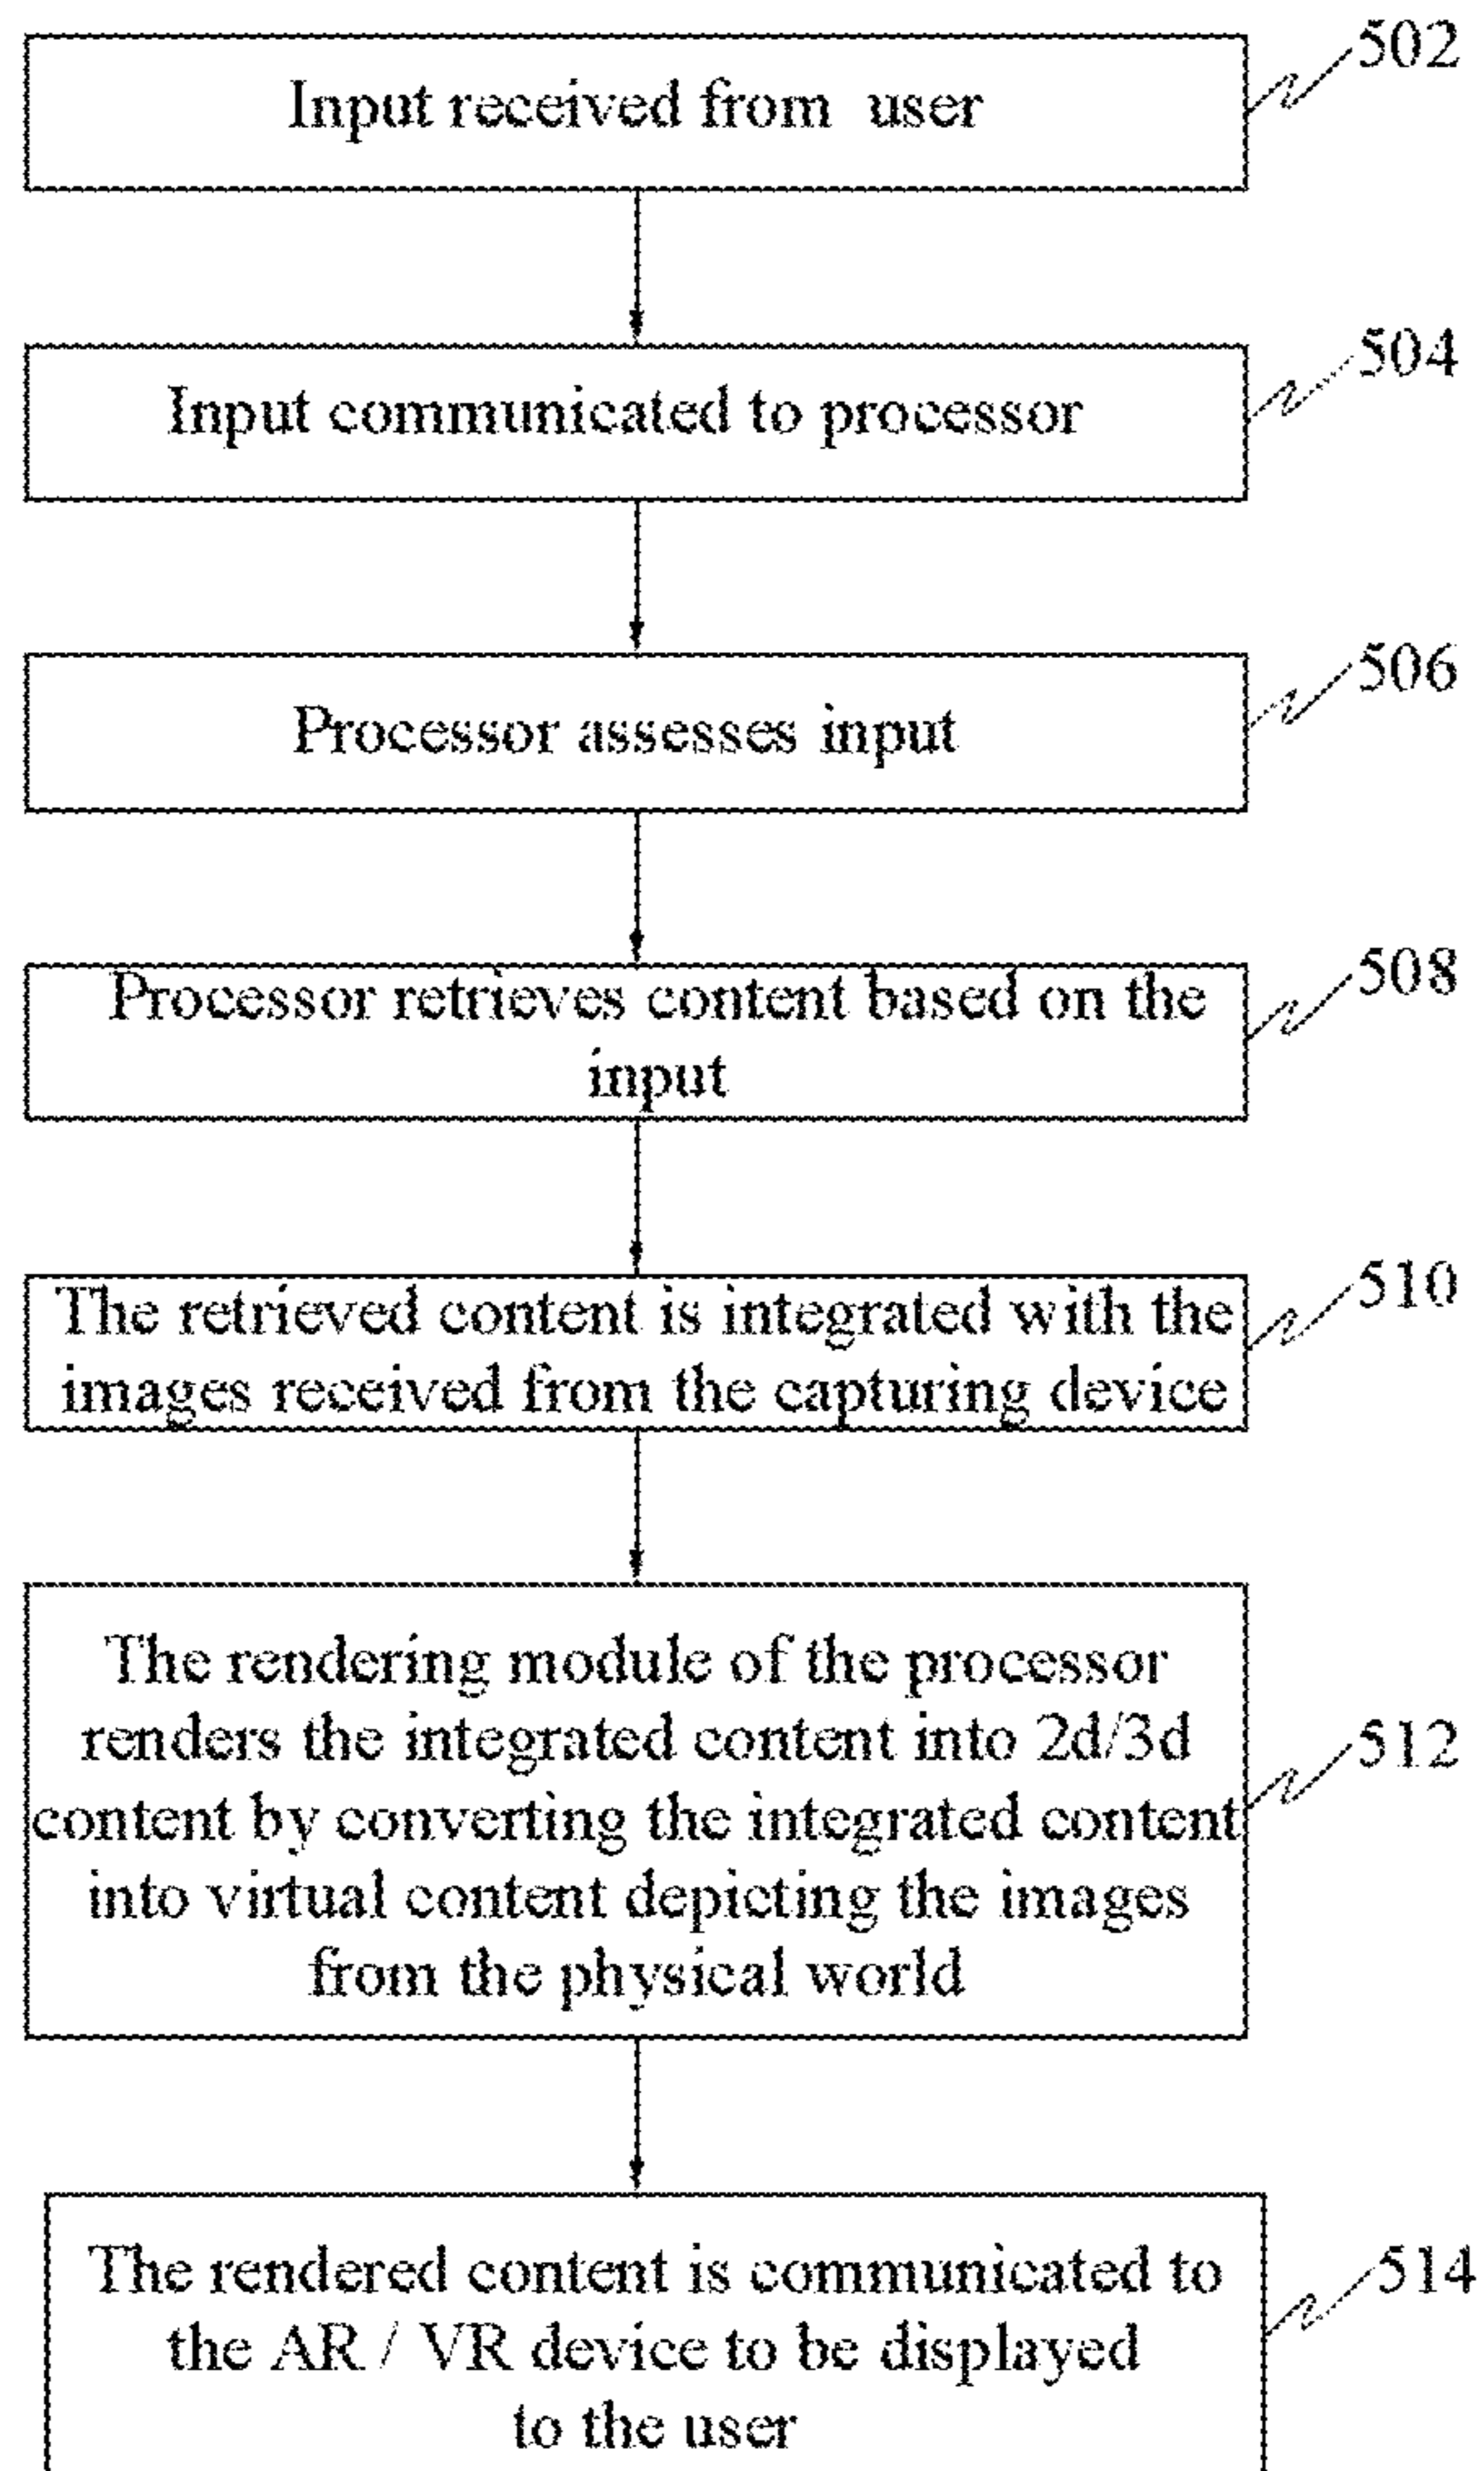 502
Input received from user
504
Input communicated to processor
506
Processor assesses input
508
Processor retrieves content based on the
input
510
The retrieved content is integrated with the
images received from the capturing device
The rendering module of the processor
renders the integrated content into 2d/3d
512
content by converting the integrated content
into virtual content depicting the images
from the physical world
The rendered content is communicated to
514
the AR / VR device to be displayed
to the user